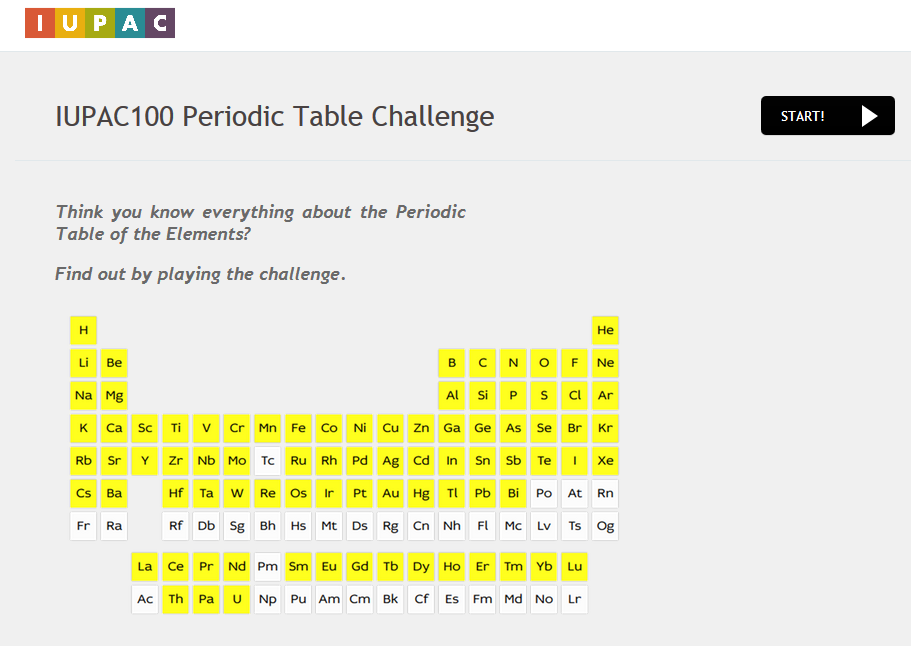 IUPAC
IUPAC100 Periodic Table Challenge
START!
Think you know everything about the Periodic
Table of the Elements?
Find out by playing the challenge.
H He
Li Be B C N O F Ne
Na Mg Al Si P S Cl Ar
K Ca Sc Ti V Cr Mn Fe Co Ni Cu Zn Ga Ge As Se Br Kr
Rb Sr Y Zr Nb Mo Tc Ru Rh Pd Ag Cd In Sn Sb Te I Xe
Cs Ba Hf Ta W Re Os Ir Pt Au Hg Tl Pb Bi Po At Rn
Fr Ra Rf Db Sg Bh Hs Mt Ds Rg Cn Nh Fl Mc Lv Ts Og
La Ce Pr Nd Pm Sm Eu Gd Tb Dy Ho Er Tm Yb Lu
Ac Th Pa U Np Pu Am Cm Bk Cf Es Fm Md No Lr